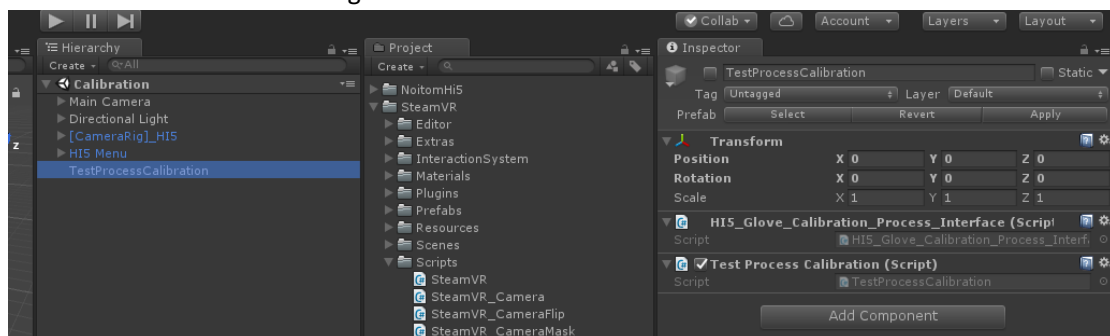 Collab
Account
Layers
Layout
Hierarchy
Create
All
Calibration
Main Camera
Directional Light
[CameraRig]_HI5
HI5 Menu
TestProcessCalibration
z
Project
Create
NoitomHi5
SteamVR
Editor
Extras
InteractionSystem
Materials
Plugins
Prefabs
Resources
Scenes
Scripts
SteamVR
SteamVR_Camera
SteamVR_CameraFlip
SteamVR_CameraMask
Inspector
TestProcessCalibration Static
Tag Untagged Layer Default
Prefab Select Revert Apply
Transform
Position X 0 Y 0 Z 0
Rotation X 0 Y 0 Z 0
Scale X 1 Y 1 Z 1
HI5_Glove_Calibration_Process_Interface (Script
Script HI5_Glove_Calibration_Process_Interf
Test Process Calibration (Script)
Script TestProcessCalibration
Add Component